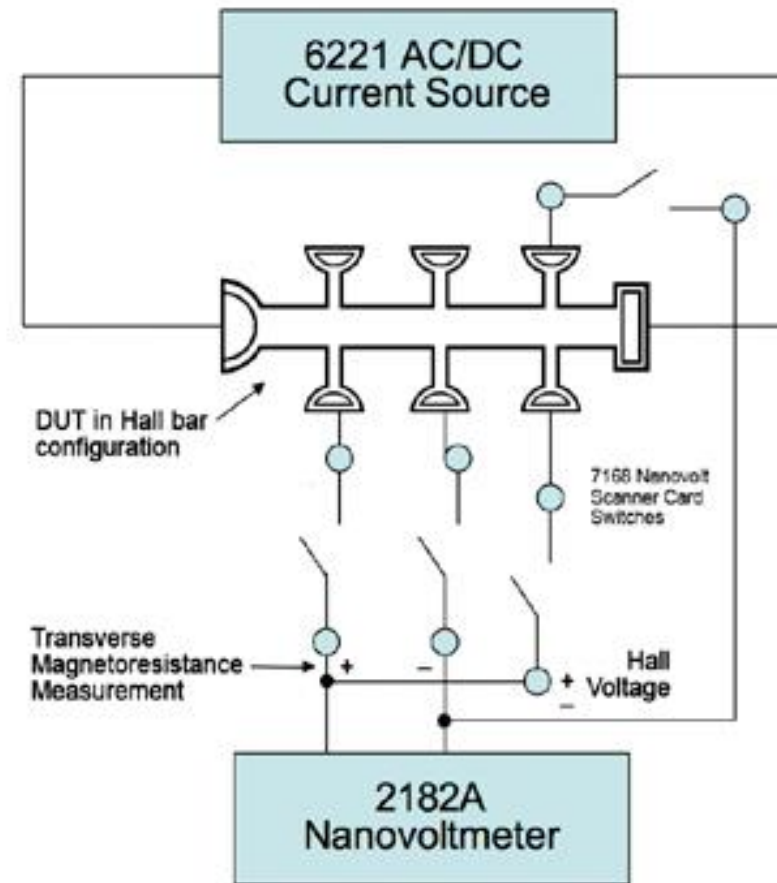 6221 AC/DC
Current Source
DUT in Hall bar
configuration
7168 Nanovolt
Scanner Card
Switches
Transverse
Magnetoresistance
Measurement
+
–
Hall
Voltage
+
–
2182A
Nanovoltmeter